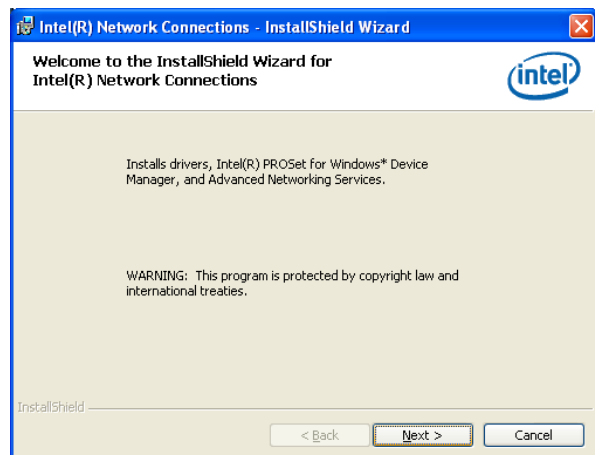 Intel(R) Network Connections - InstallShield Wizard
Welcome to the InstallShield Wizard for
Intel(R) Network Connections
intel
Installs drivers, Intel(R) PROSet for Windows* Device
Manager, and Advanced Networking Services.
WARNING: This program is protected by copyright law and
international treaties.
InstallShield
< Back
Next >
Cancel